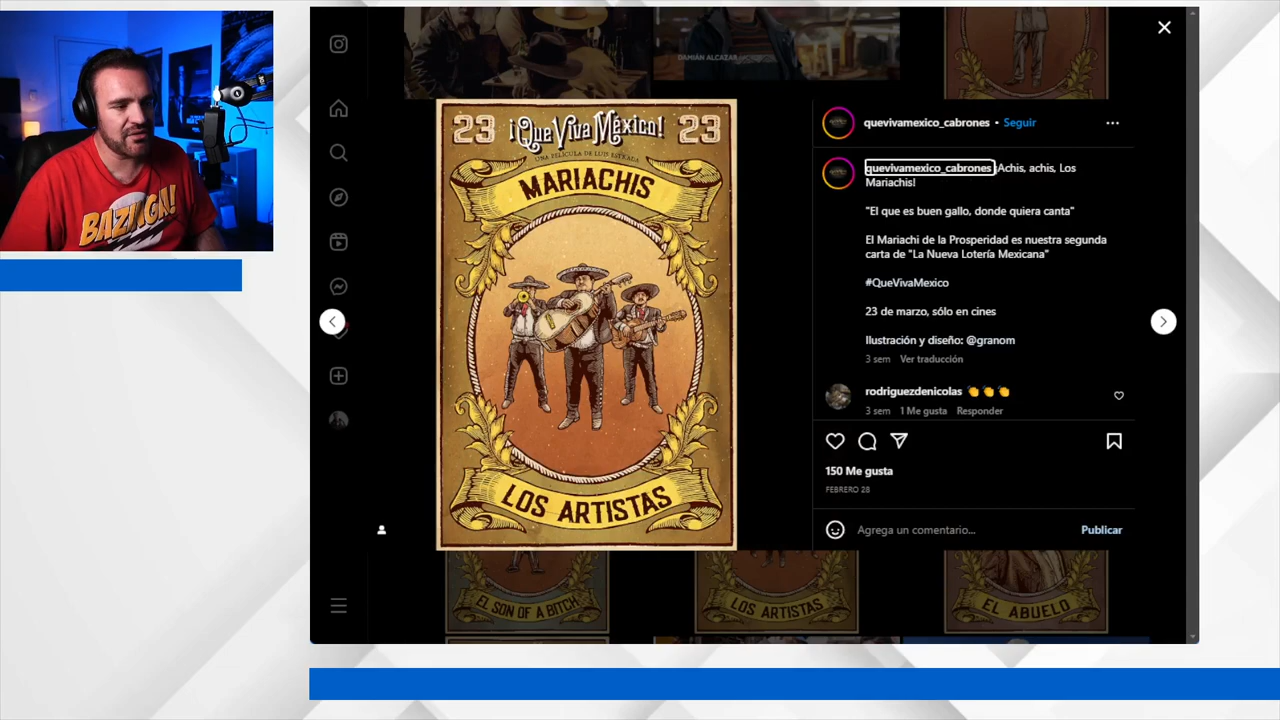 BAZINGA!
DAMIÁN ALCÁZAR
23 ¡Que Viva México! 23
UNA PELÍCULA DE LUIS ESTRADA
MARIACHIS
LOS ARTISTAS
quevivamexico_cabrones • Seguir
quevivamexico_cabrones ¡Achis, achis, Los
Mariachis!
"El que es buen gallo, donde quiera canta"
El Mariachi de la Prosperidad es nuestra segunda
carta de "La Nueva Lotería Mexicana"
#QueVivaMexico
23 de marzo, sólo en cines
Ilustración y diseño: @granom
3 sem Ver traducción
rodriguezdenicolas 👏👏👏
3 sem 1 Me gusta Responder
150 Me gusta
FEBRERO 28
Agrega un comentario... Publicar
EL SON OF A BITCH
LOS ARTISTAS
EL ABUELO